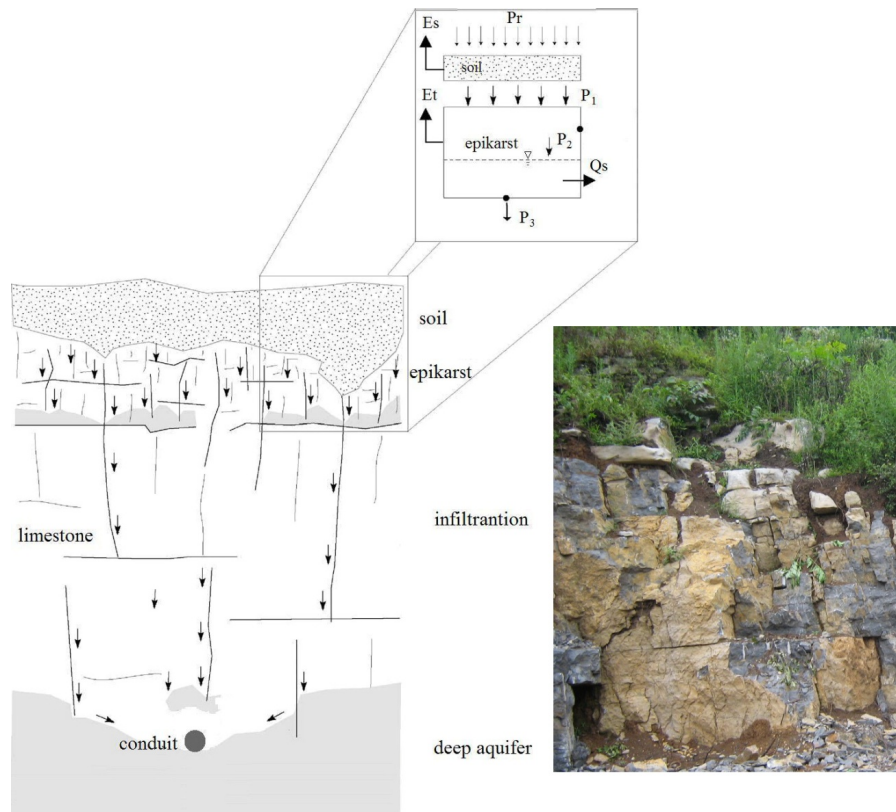 Es
Pr
soil
Et
P₁
epikarst
P₂
Qs
P₃
soil
epikarst
limestone
infiltrantion
conduit
deep aquifer